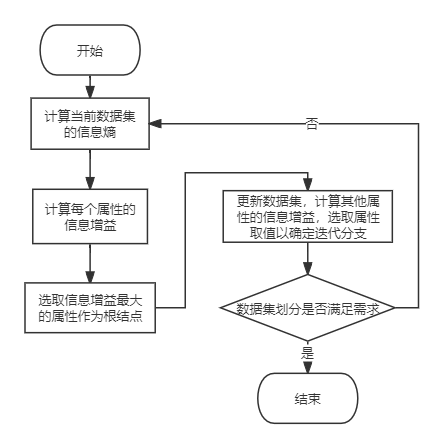 开始
计算当前数据集
的信息熵
计算每个属性的
信息增益
选取信息增益最大
的属性作为根结点
更新数据集，计算其他属
性的信息增益，选取属性
取值以确定迭代分支
数据集划分是否满足需求
否
是
结束